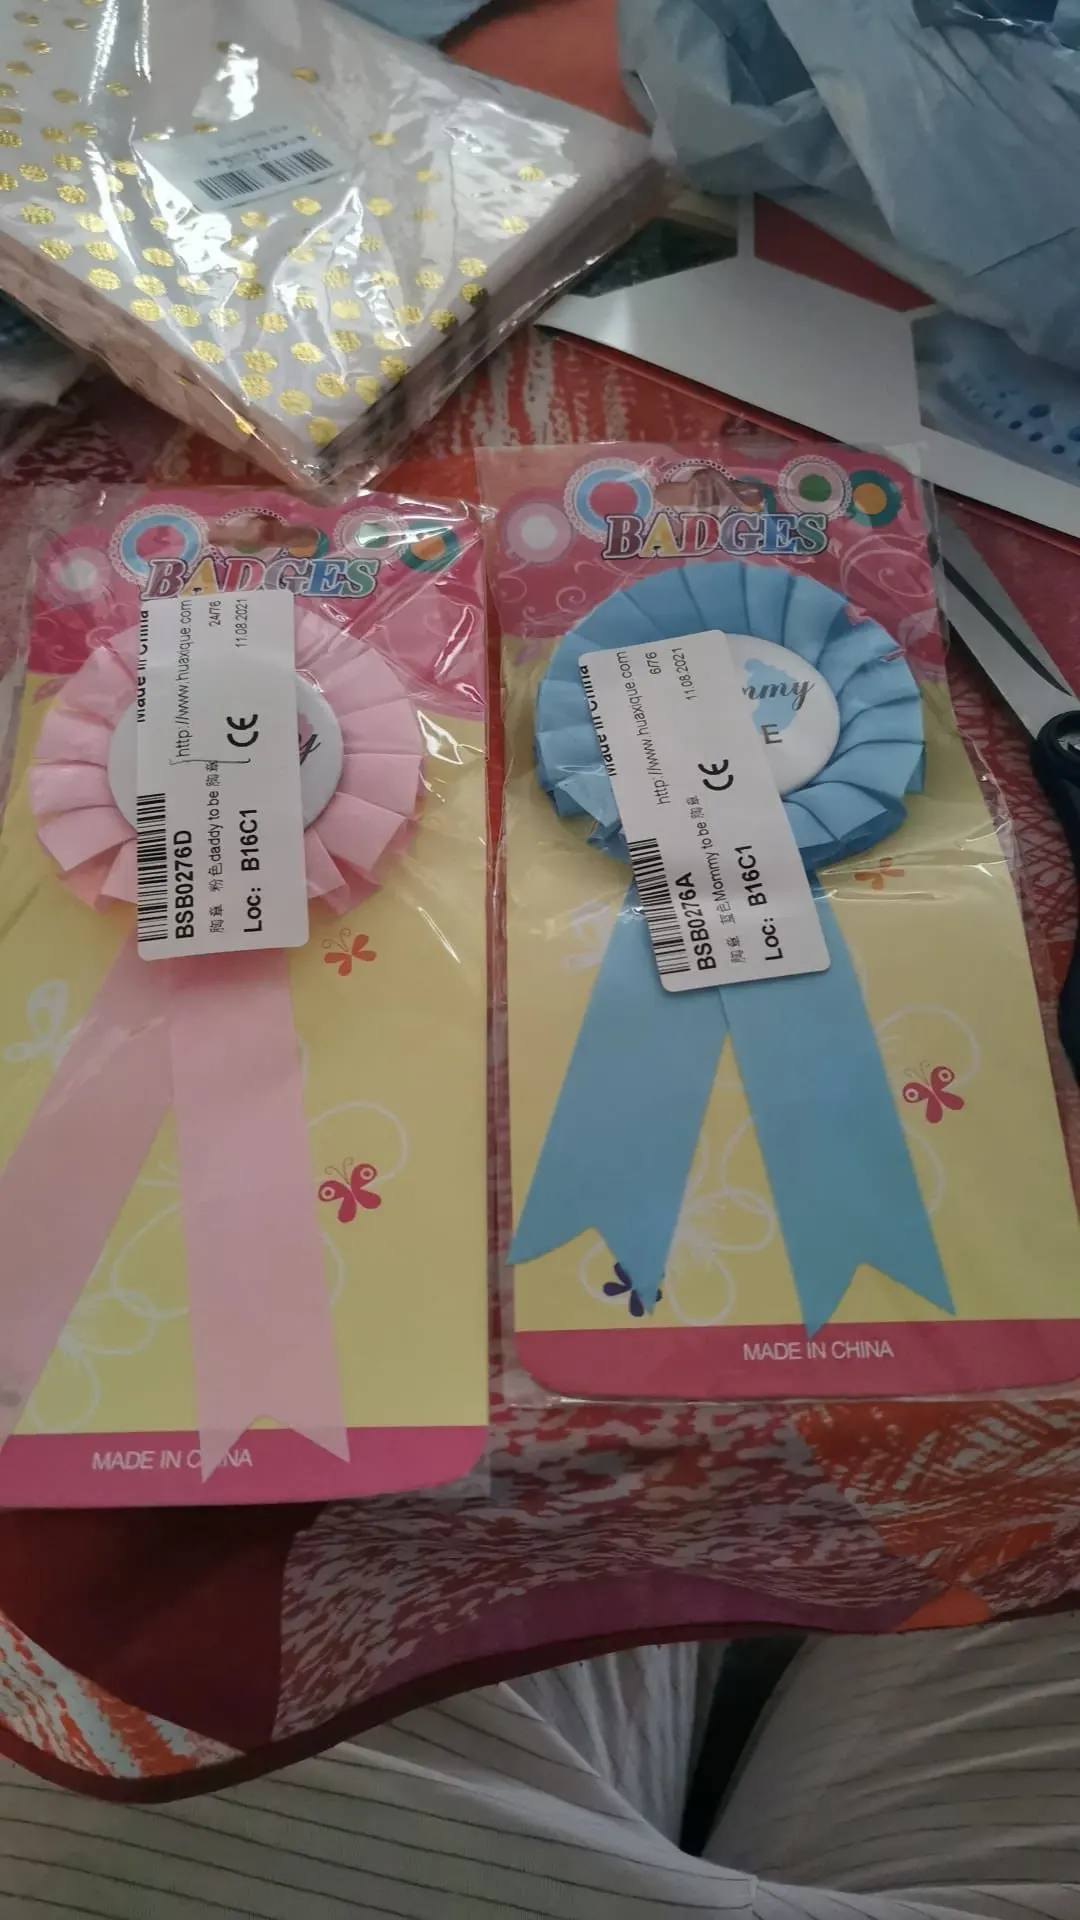 BADGES
Made in China
http://www.huaxique.com
24/76
11.08.2021
CE
BSB0276D
胸章 粉色daddy to be 胸章
Loc: B16C1
y
MADE IN CHINA
BADGES
Made in China
http://www.huaxique.com
6/76
11.08.2021
CE
BSB0276A
胸章 蓝色Mommy to be 胸章
Loc: B16C1
mmy
E
MADE IN CHINA